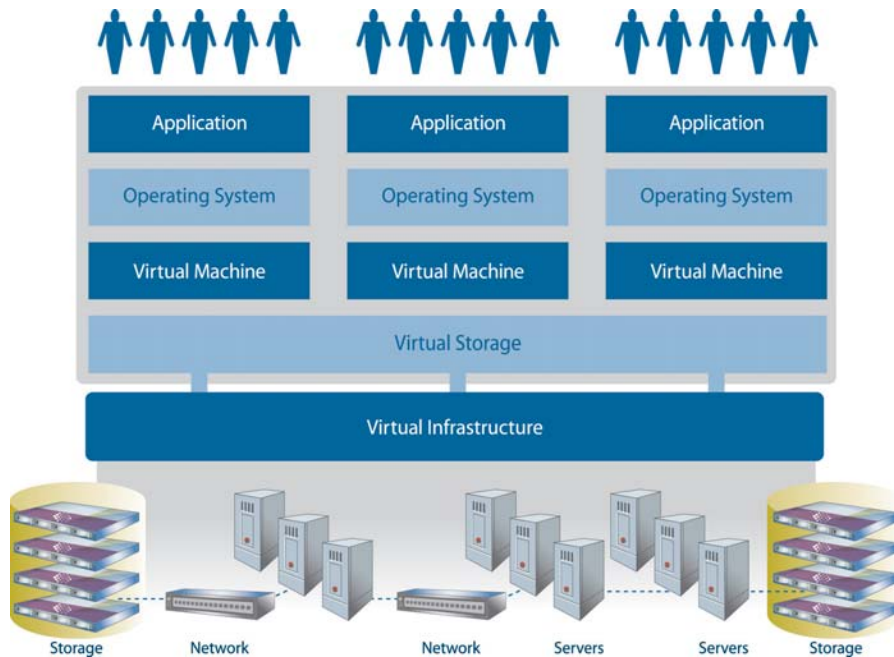 Application
Application
Application
Operating System
Operating System
Operating System
Virtual Machine
Virtual Machine
Virtual Machine
Virtual Storage
Virtual Infrastructure
Storage
Network
Network
Servers
Servers
Storage